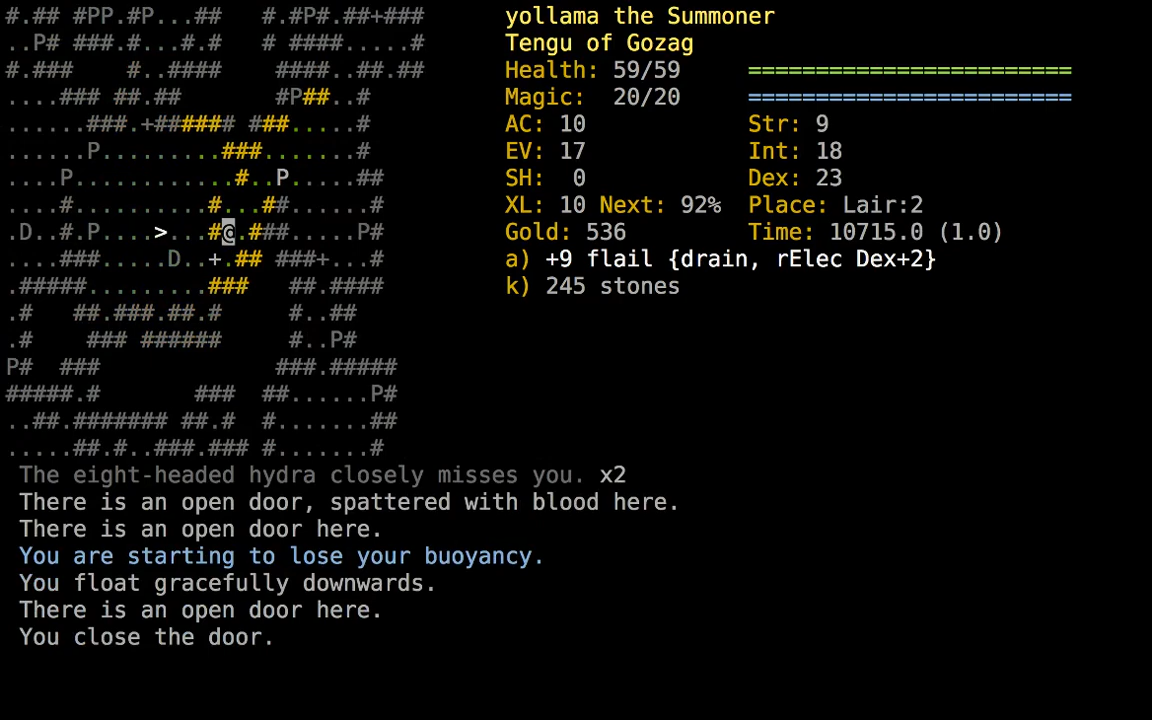 #.## #PP.#P...## #.#P#.##+### yollama the Summoner
..P# ###.#...#.# # ####.....# Tengu of Gozag
#.### #..#### ####..##.## Health: 59/59 ========================
....### ##.## #P##..# Magic: 20/20 ========================
......###.+###### ###.....# AC: 10 Str: 9
......P.........###.......# EV: 17 Int: 18
....P............#..P.....## SH: 0 Dex: 23
....#..........#...##......# XL: 10 Next: 92% Place: Lair:2
.D..#.P....>...#@.###.....P# Gold: 536 Time: 10715.0 (1.0)
....###.....D..+.## ###+...# a) +9 flail {drain, rElec Dex+2}
.#####.........### ##.#### k) 245 stones
.# ##.###.##.# #..##
.# ### ###### #..P#
P# ### ###.#####
#####.# ### ##......P#
..##.####### ##.# #.......##
.....##.#..###.### #.......#
The eight-headed hydra closely misses you. x2
There is an open door, spattered with blood here.
There is an open door here.
You are starting to lose your buoyancy.
You float gracefully downwards.
There is an open door here.
You close the door.